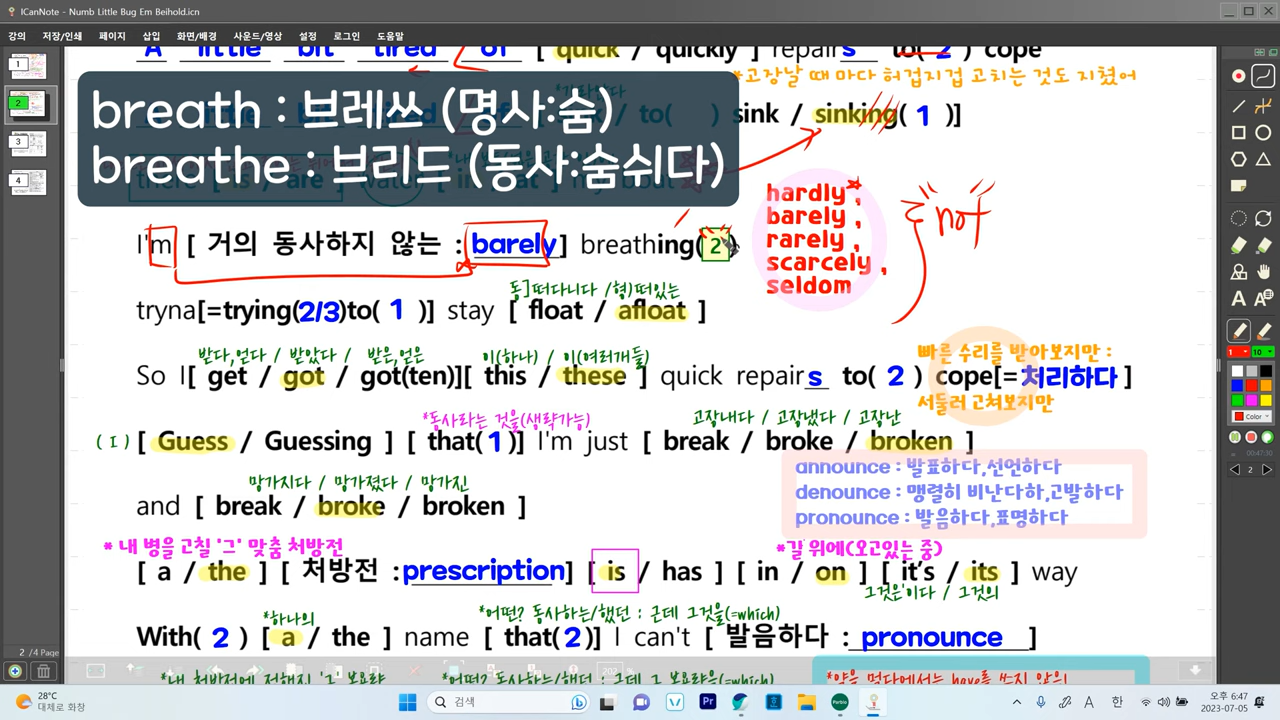 ICanNote - Numb Little Bug Em Beihold.icn
강의 저장/인쇄 페이지 삽입 화면/배경 사운드/영상 설정 로그인 도움말
A little bit tired of [ quick / quickly ] repairs to( 2 ) cope
*고장날 때 마다 허겁지겁 고치는 것도 지쳤어
breath : 브레쓰 (명사:숨)
breathe : 브리드 (동사:숨쉬다)
sink / sinking( 1 )]
hardly*,
barely ,
rarely ,
scarcely ,
seldom
not
I'm [ 거의 동사하지 않는 : barely] breathing( 2 )
동]떠다니다 /형)떠있는
tryna[=trying(2/3)to( 1 )] stay [ float / afloat ]
받다,얻다 / 받았다 / 받은,얻은 이(하나) / 이(여러개들)
빠른 수리를 받아보지만 :
So I[ get / got / got(ten)][ this / these ] quick repairs to( 2 ) cope[=처리하다 ]
서둘러 고쳐보지만
*동사라는 것을(생략가능) 고장내다 / 고장냈다 / 고장난
( I ) [ Guess / Guessing ] [ that( 1 )] I'm just [ break / broke / broken ]
announce : 발표하다,선언하다
denounce : 맹렬히 비난다하,고발하다
pronounce : 발음하다,표명하다
망가지다 / 망가졌다 / 망가진
and [ break / broke / broken ]
* 내 병을 고칠 '그' 맞춤 처방전 *길 위에(오고있는 중)
[ a / the ] [ 처방전 :prescription] [ is / has ] [ in / on ] [ it's / its ] way
그것은'이다 / 그것의
*하나의 *어떤? 동사하는/했던 : 근데 그것을(=which)
With( 2 ) [ a / the ] name [ that( 2 )] I can't [ 발음하다 : pronounce ]
1
2
3
4
Color
00:47:30
2
2 /4 페이지
202
28°C
대체로 화창
검색
오후 6:47
2023-07-05